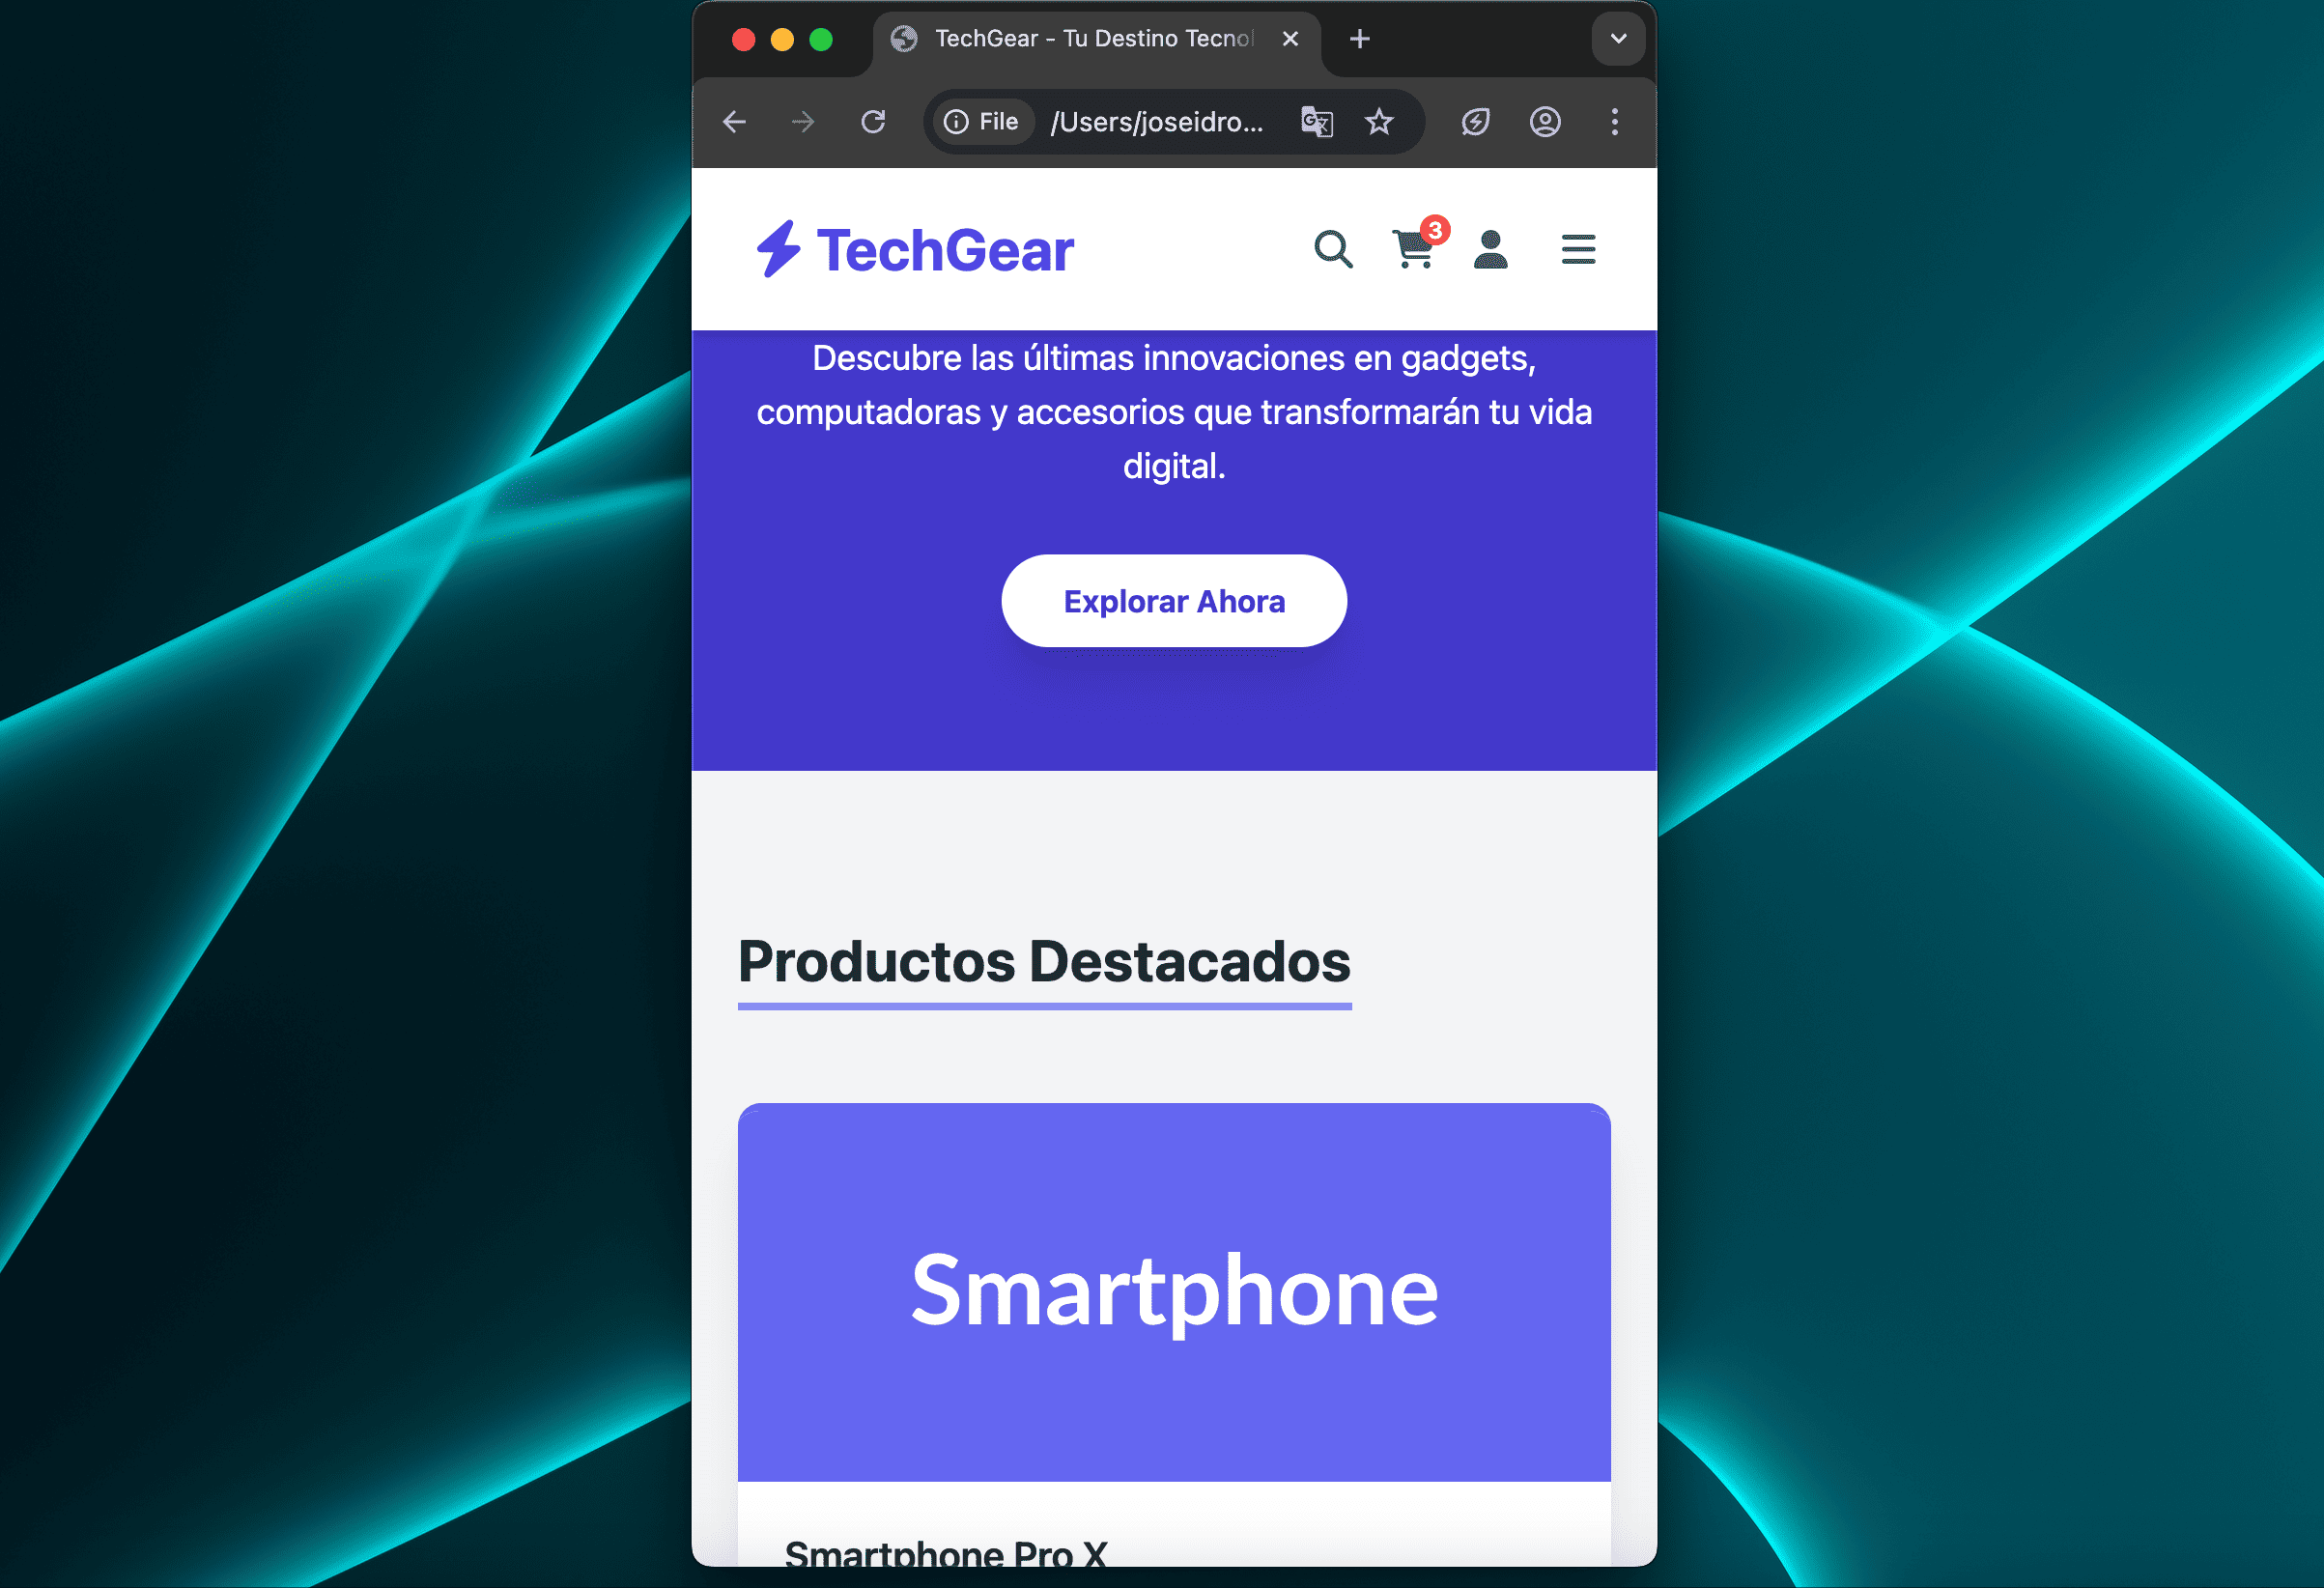 TechGear - Tu Destino Tecnol
File /Users/joseidro...
TechGear
3
Descubre las últimas innovaciones en gadgets,
computadoras y accesorios que transformarán tu vida
digital.
Explorar Ahora
Productos Destacados
Smartphone
Smartphone Pro X